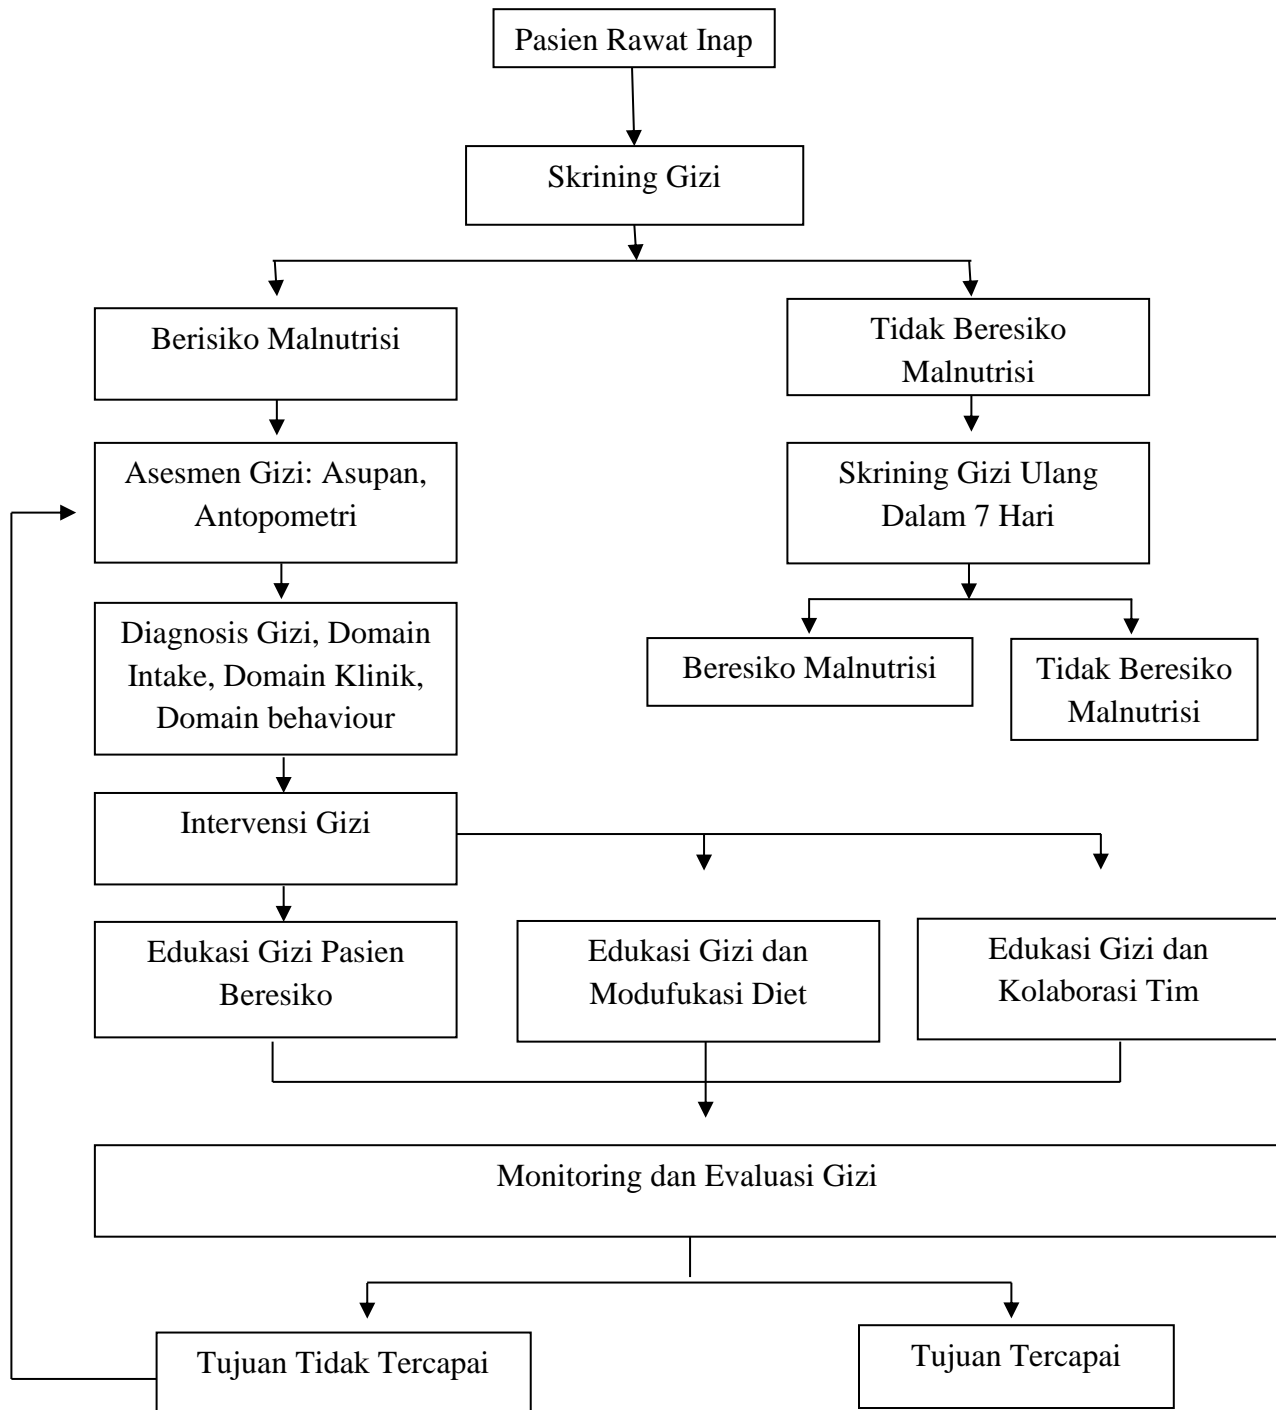 Pasien Rawat Inap
Skrining Gizi
Berisiko Malnutrisi
Tidak Beresiko
Malnutrisi
Asesmen Gizi: Asupan,
Antopometri
Skrining Gizi Ulang
Dalam 7 Hari
Diagnosis Gizi, Domain
Intake, Domain Klinik,
Domain behaviour
Beresiko Malnutrisi
Tidak Beresiko
Malnutrisi
Intervensi Gizi
Edukasi Gizi Pasien
Beresiko
Edukasi Gizi dan
Modufukasi Diet
Edukasi Gizi dan
Kolaborasi Tim
Monitoring dan Evaluasi Gizi
Tujuan Tidak Tercapai
Tujuan Tercapai